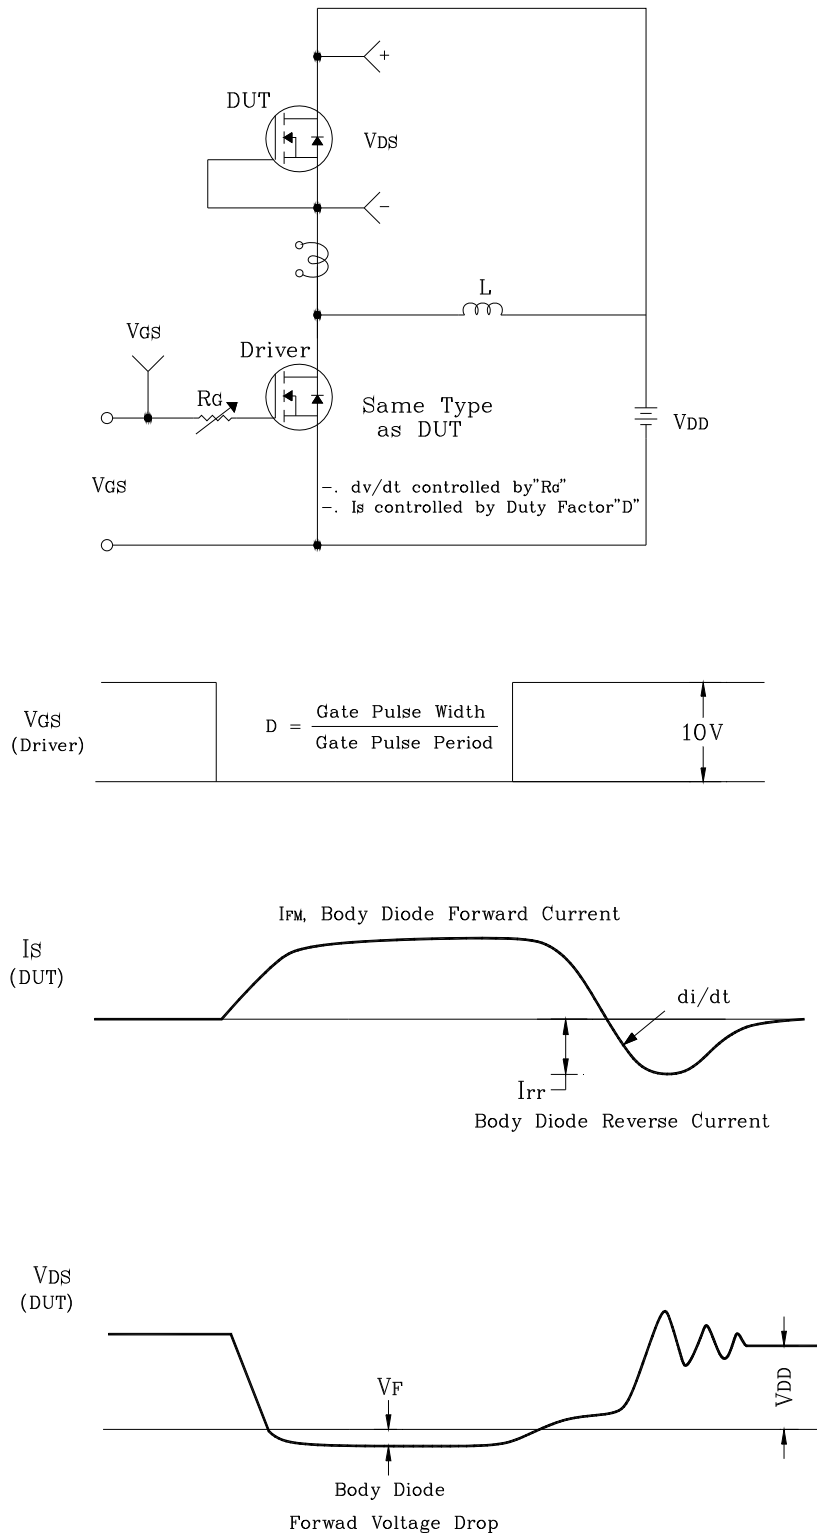 +
DUT
VDS
−
L
VGS
Driver
RG
Same Type
as DUT
VDD
VGS
−. dv/dt controlled by"RG"
−. IS controlled by Duty Factor"D"
VGS
(Driver)
D = Gate Pulse Width
Gate Pulse Period
10V
IFM, Body Diode Forward Current
IS
(DUT)
di/dt
Irr
Body Diode Reverse Current
VDS
(DUT)
VF
VDD
Body Diode
Forwad Voltage Drop